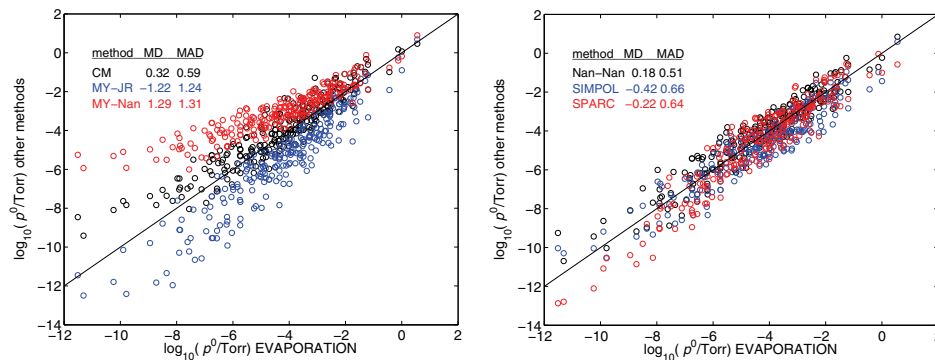 2
0
−2
−4
−6
−8
−10
−12
−14
−12 −10 −8 −6 −4 −2 0 2
log10( p0/Torr) other methods
log10( p0/Torr) EVAPORATION
method MD MAD
CM 0.32 0.59
MY−JR −1.22 1.24
MY−Nan 1.29 1.31
2
0
−2
−4
−6
−8
−10
−12
−14
−12 −10 −8 −6 −4 −2 0 2
log10( p0/Torr) other methods
log10( p0/Torr) EVAPORATION
method MD MAD
Nan−Nan 0.18 0.51
SIMPOL −0.42 0.66
SPARC −0.22 0.64